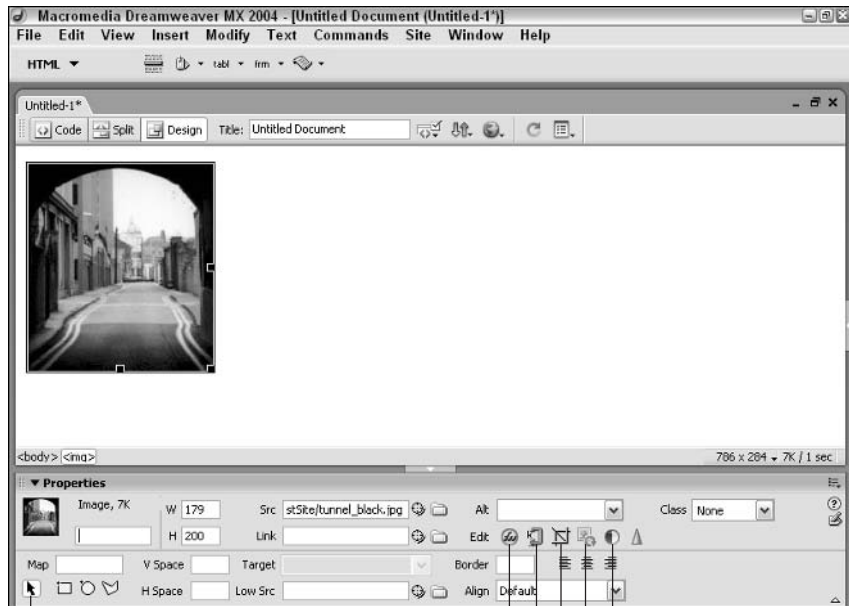 Macromedia Dreamweaver MX 2004 - [Untitled Document (Untitled-1*)]
File Edit View Insert Modify Text Commands Site Window Help
HTML tabl frm
Untitled-1*
Code Split Design Title: Untitled Document
<body> <img> 786 x 284 7K / 1 sec
Properties
Image, 7K W 179 Src stSite/tunnel_black.jpg Alt Class None
H 200 Link Edit
Map V Space Target Border
H Space Low Src Align Default